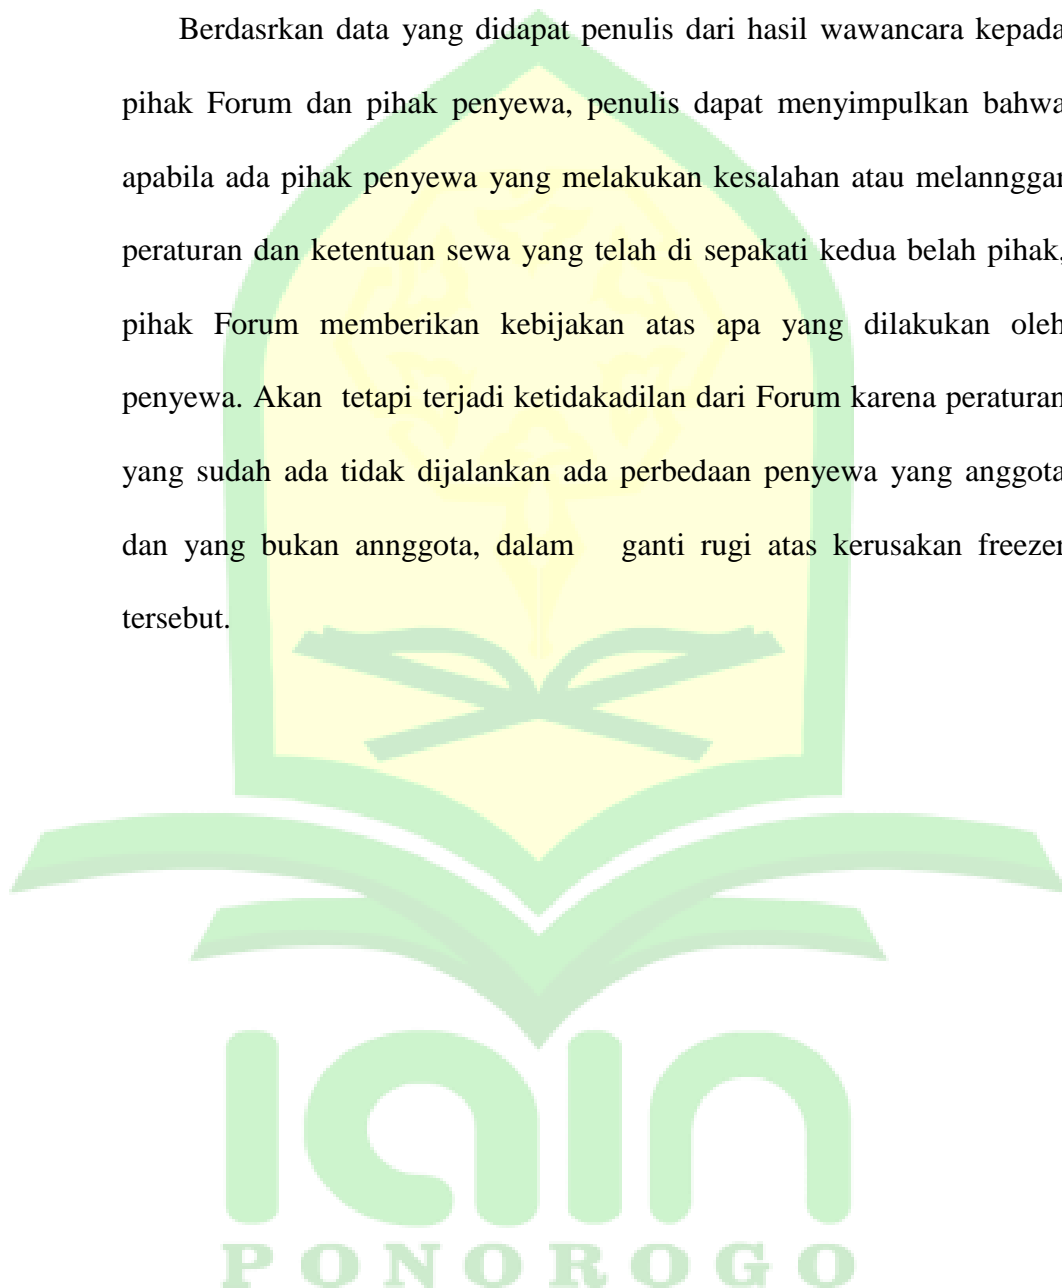 Berdasrkan data yang didapat penulis dari hasil wawancara kepada
pihak Forum dan pihak penyewa, penulis dapat menyimpulkan bahwa
apabila ada pihak penyewa yang melakukan kesalahan atau melannggar
peraturan dan ketentuan sewa yang telah di sepakati kedua belah pihak,
pihak Forum memberikan kebijakan atas apa yang dilakukan oleh
penyewa. Akan tetapi terjadi ketidakadilan dari Forum karena peraturan
yang sudah ada tidak dijalankan ada perbedaan penyewa yang anggota
dan yang bukan annggota, dalam ganti rugi atas kerusakan freezer
tersebut.
iain
PONOROGO